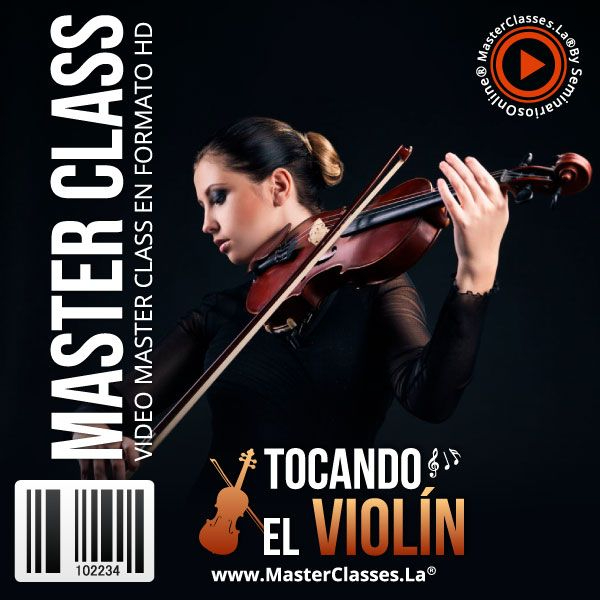 MASTER CLASS
VIDEO MASTER CLASS EN FORMATO HD
MasterClasses.La®By SeminariosOnline®
TOCANDO
EL VIOLÍN
102234
www.MasterClasses.La®